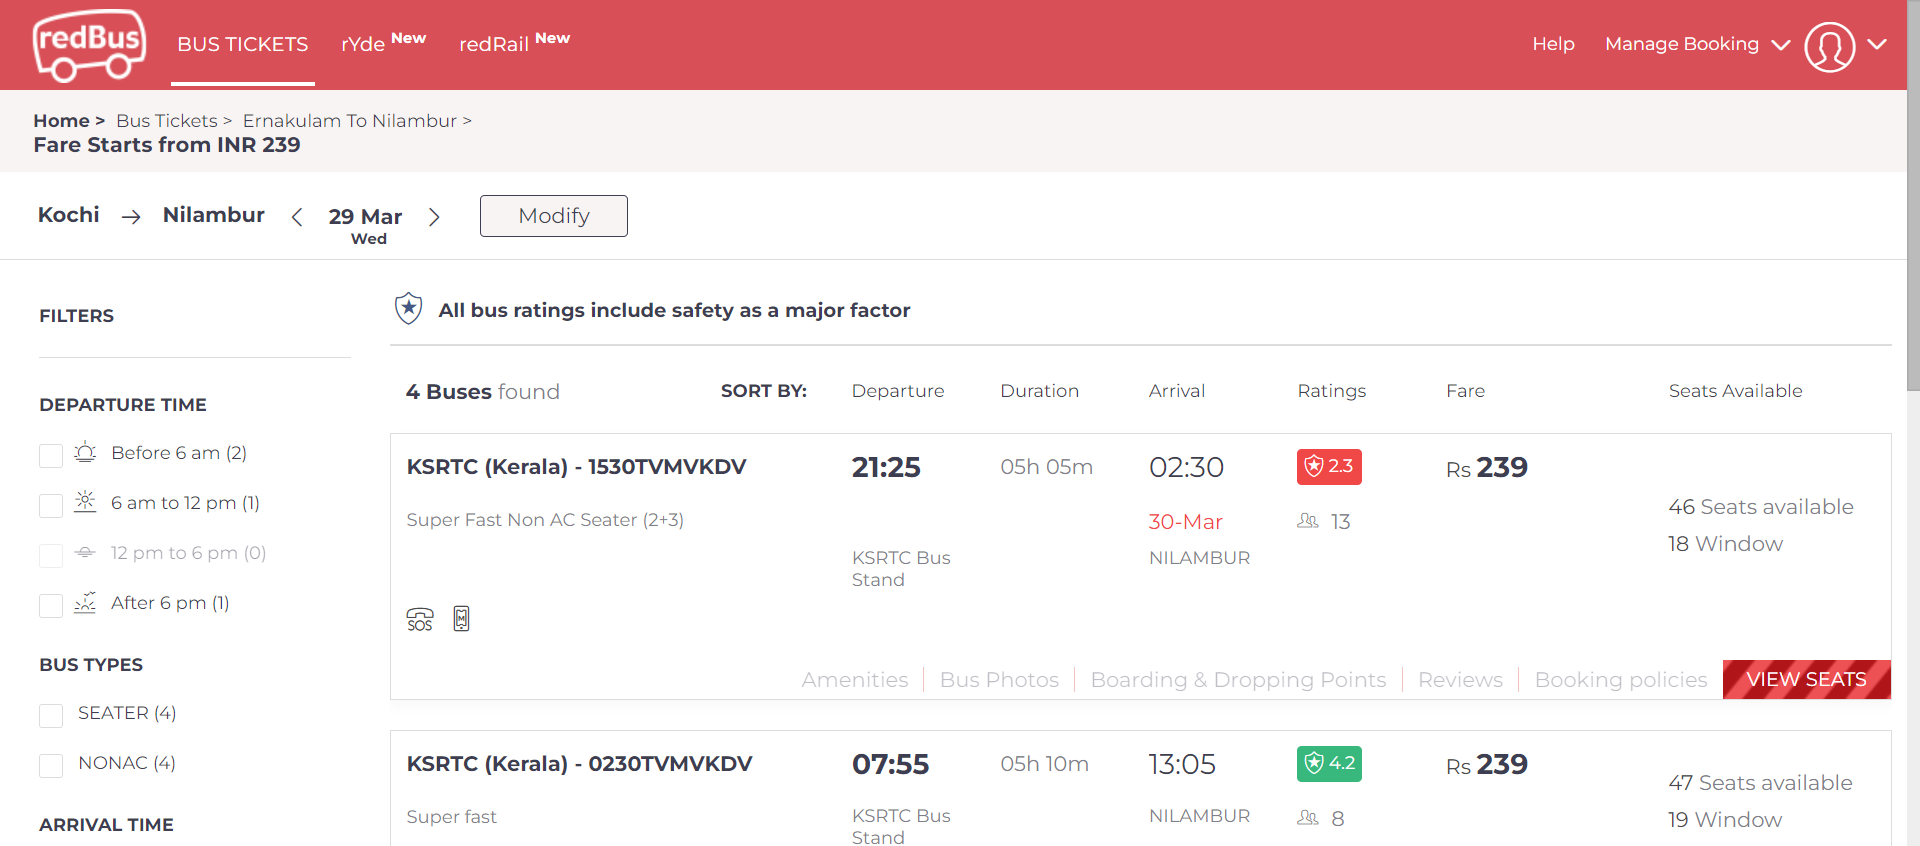 redBus
BUS TICKETS
rYde New
redRail New
Help
Manage Booking
Home > Bus Tickets > Ernakulam To Nilambur >
Fare Starts from INR 239
Kochi → Nilambur < 29 Mar > Modify
Wed
FILTERS
DEPARTURE TIME
Before 6 am (2)
6 am to 12 pm (1)
12 pm to 6 pm (0)
After 6 pm (1)
BUS TYPES
SEATER (4)
NONAC (4)
ARRIVAL TIME
All bus ratings include safety as a major factor
4 Buses found SORT BY: Departure Duration Arrival Ratings Fare Seats Available
KSRTC (Kerala) - 1530TVMVKDV 21:25 05h 05m 02:30 2.3 Rs 239
46 Seats available
Super Fast Non AC Seater (2+3) 30-Mar 13
18 Window
KSRTC Bus NILAMBUR
Stand
SOS M
Amenities Bus Photos Boarding & Dropping Points Reviews Booking policies VIEW SEATS
KSRTC (Kerala) - 0230TVMVKDV 07:55 05h 10m 13:05 4.2 Rs 239
47 Seats available
Super fast KSRTC Bus NILAMBUR 8 19 Window
Stand